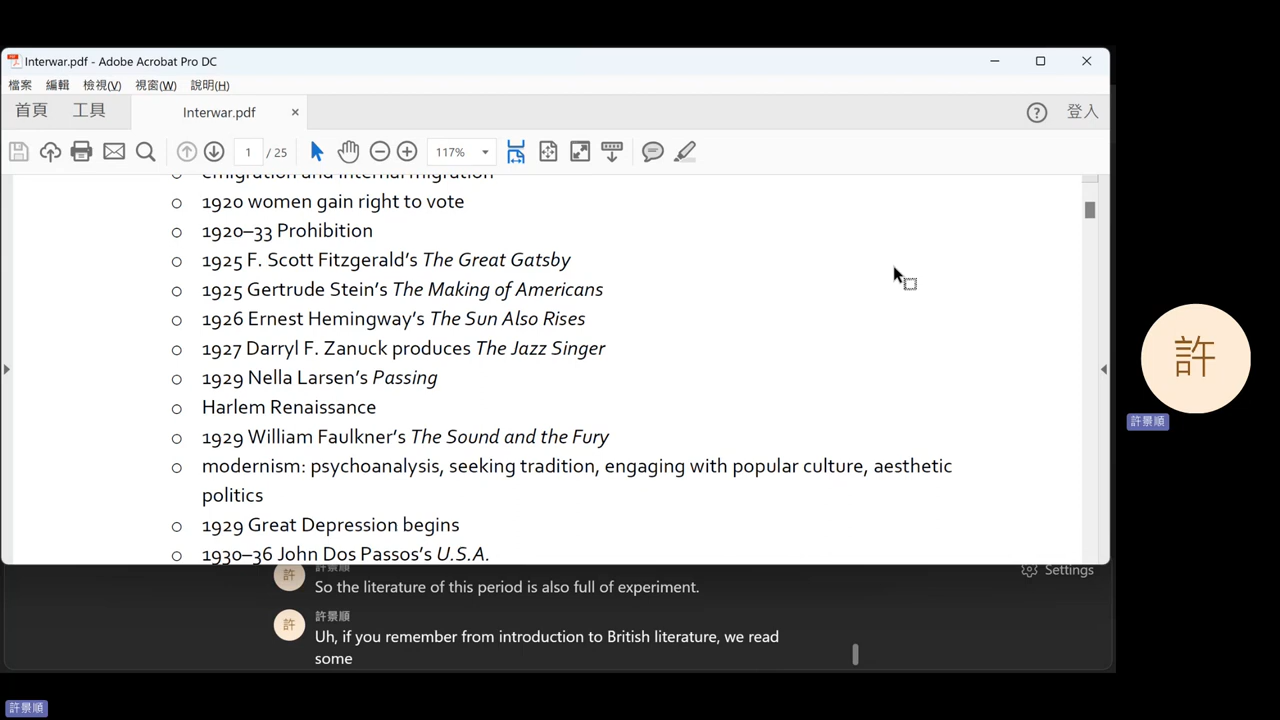 Interwar.pdf - Adobe Acrobat Pro DC
檔案 編輯 檢視(V) 視窗(W) 說明(H)
首頁 工具 Interwar.pdf × 登入
1 / 25 117%
emigration and internal migration
1920 women gain right to vote
1920–33 Prohibition
1925 F. Scott Fitzgerald's The Great Gatsby
1925 Gertrude Stein's The Making of Americans
1926 Ernest Hemingway's The Sun Also Rises
1927 Darryl F. Zanuck produces The Jazz Singer
1929 Nella Larsen's Passing
Harlem Renaissance
1929 William Faulkner's The Sound and the Fury
modernism: psychoanalysis, seeking tradition, engaging with popular culture, aesthetic
politics
1929 Great Depression begins
1930–36 John Dos Passos's U.S.A.
許景順
許 Settings
So the literature of this period is also full of experiment.
許景順
許 Uh, if you remember from introduction to British literature, we read
some
許
許景順
許景順